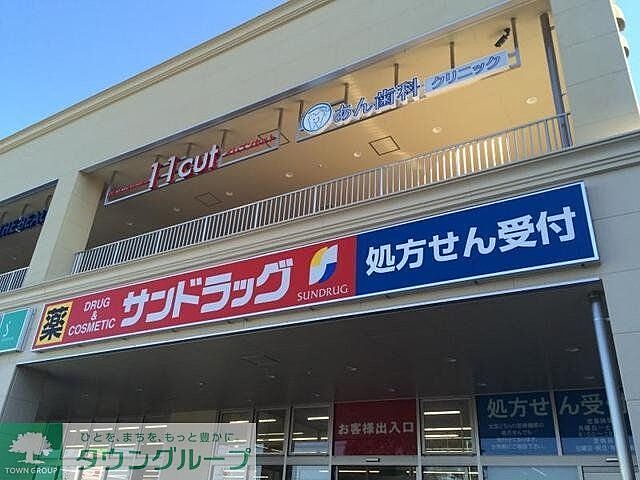 あん歯科 クリニック
11cut
薬 DRUG & COSMETIC サンドラッグ SUNDRUG 処方せん受付
お客様出入口
処方せん受付
TOWN GROUP
ひと を、まち を、もっと 豊か に
タウングループ